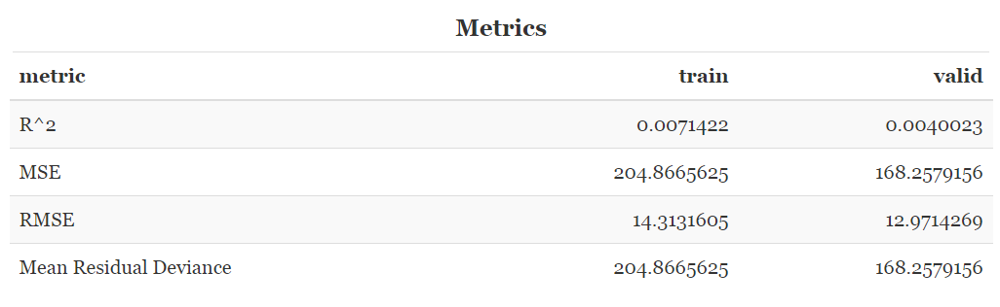 Metrics
metric train valid
R^2 0.0071422 0.0040023
MSE 204.8665625 168.2579156
RMSE 14.3131605 12.9714269
Mean Residual Deviance 204.8665625 168.2579156